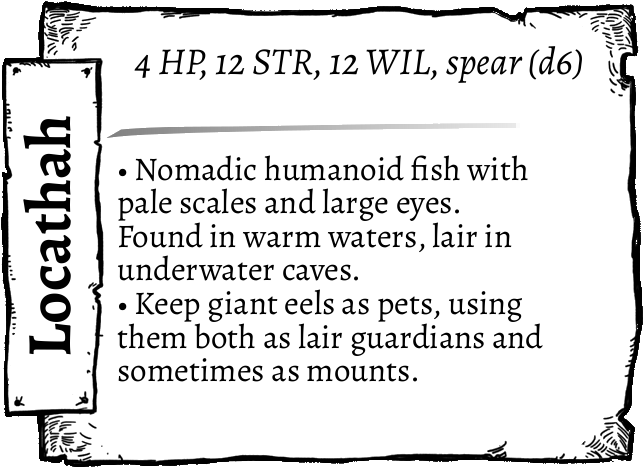 Locathah
4 HP, 12 STR, 12 WIL, spear (d6)
• Nomadic humanoid fish with
pale scales and large eyes.
Found in warm waters, lair in
underwater caves.
• Keep giant eels as pets, using
them both as lair guardians and
sometimes as mounts.